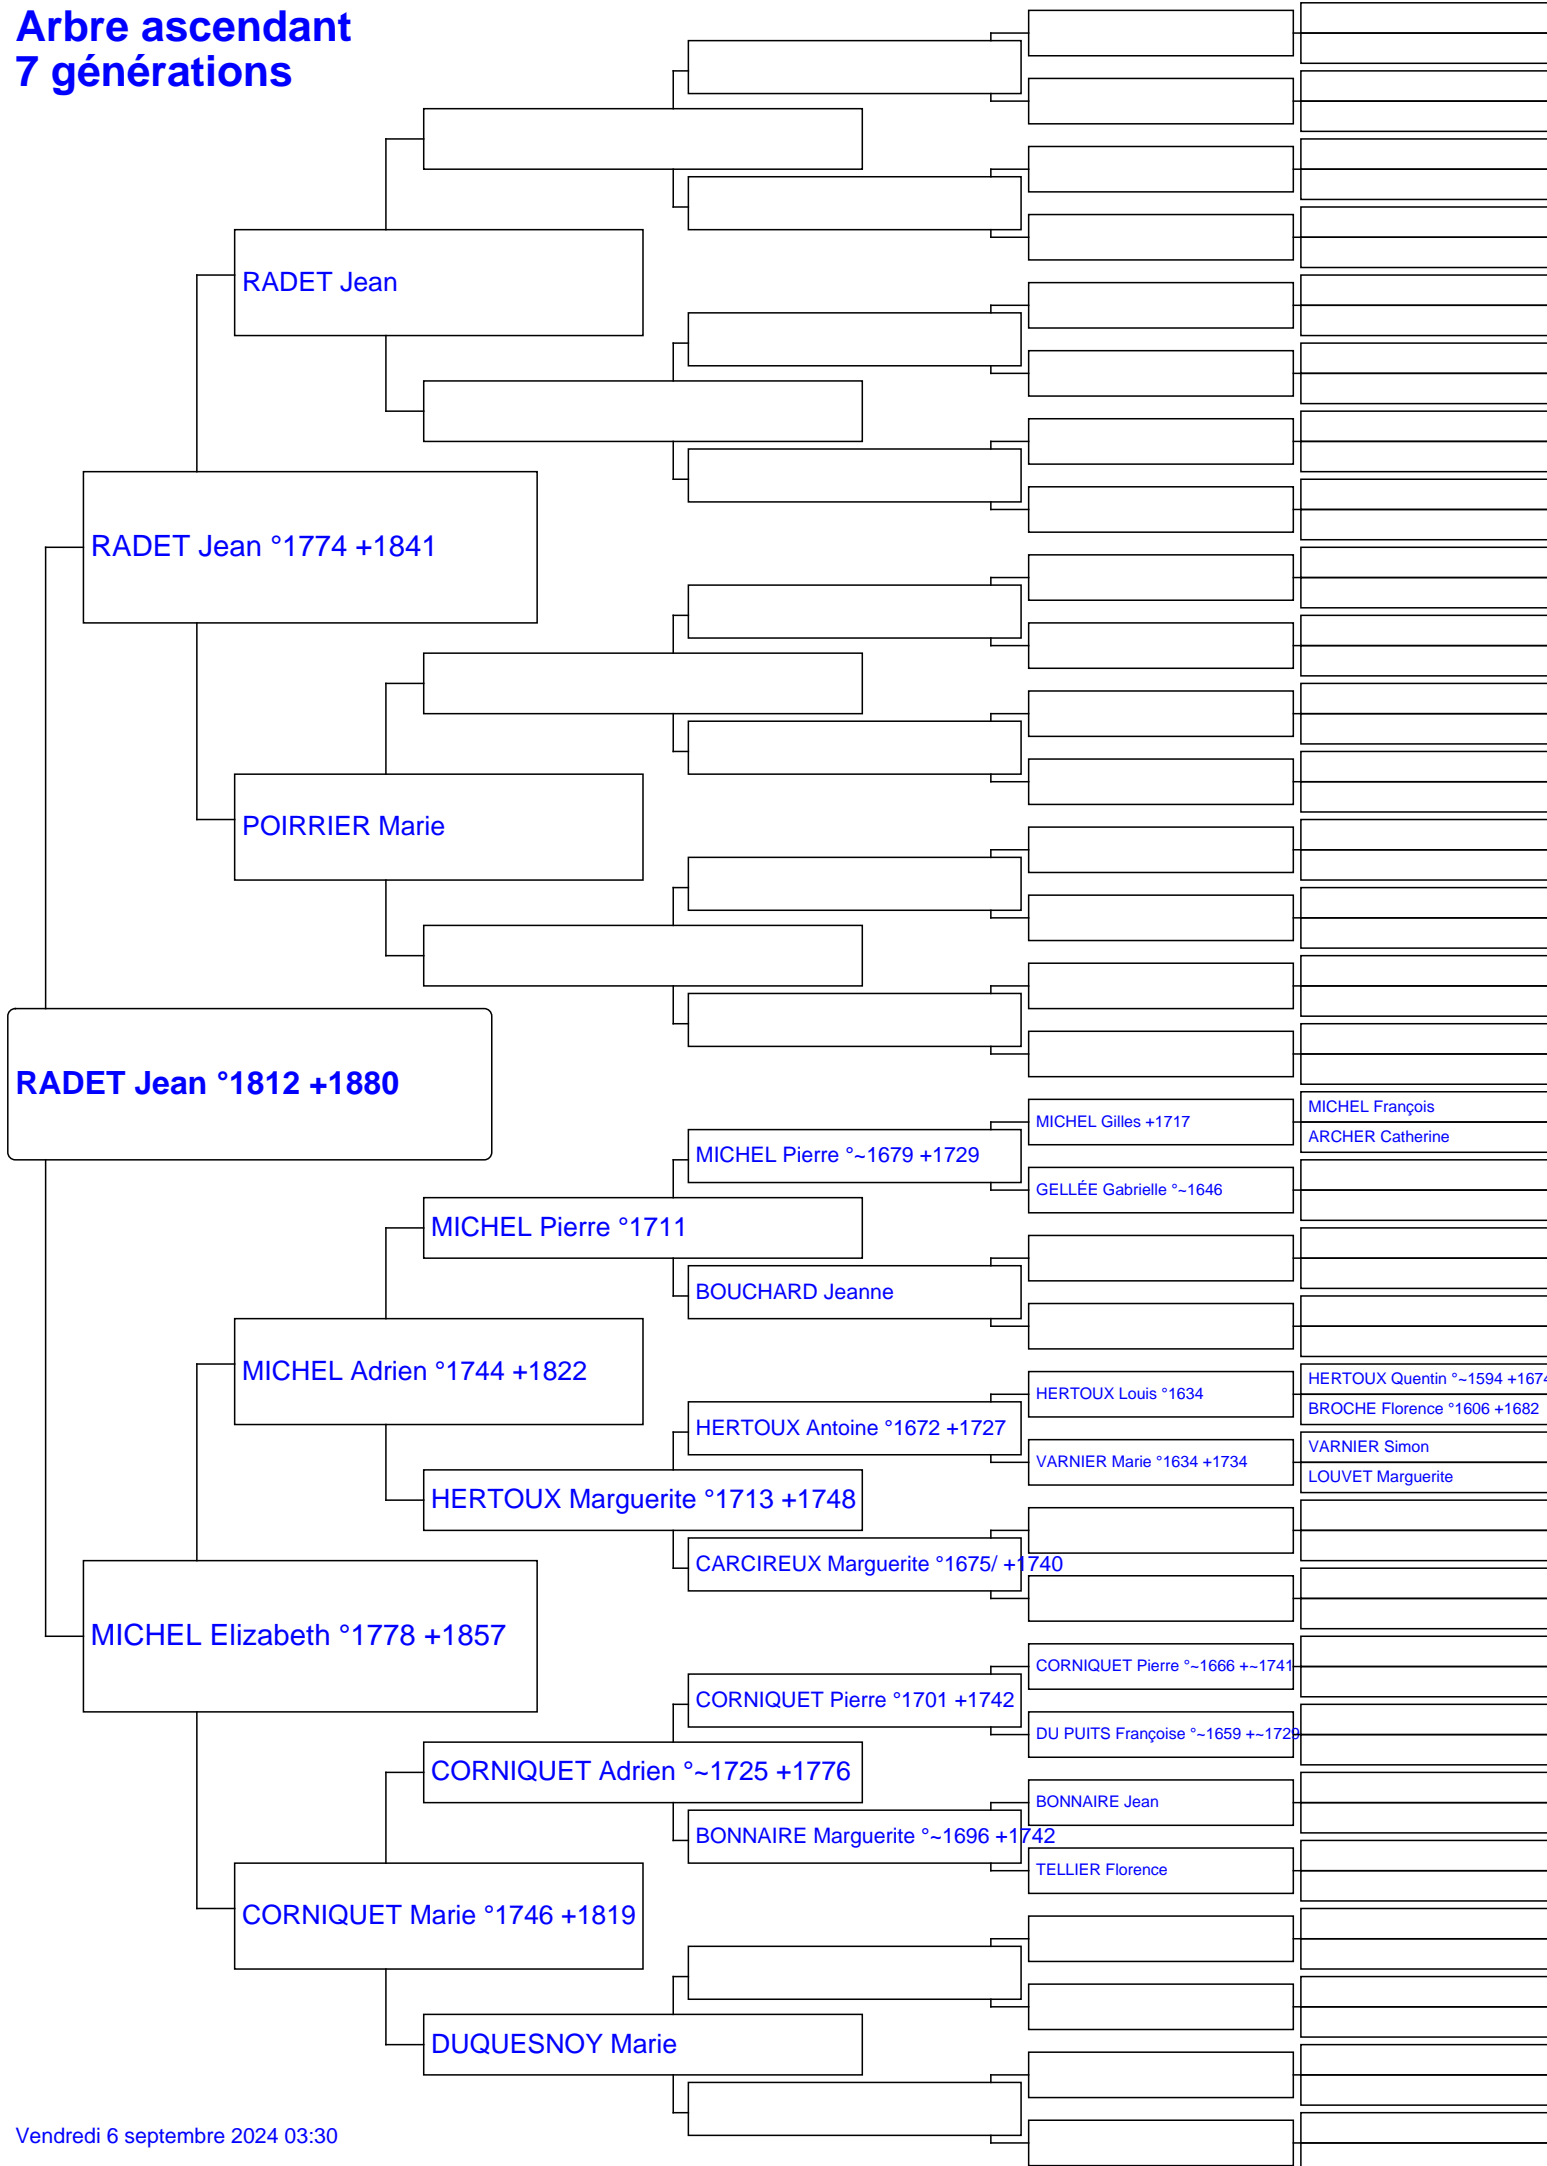 Arbre ascendant
7 générations
RADET Jean
RADET Jean °1774 +1841
POIRRIER Marie
RADET Jean °1812 +1880
MICHEL François
MICHEL Gilles +1717
ARCHER Catherine
MICHEL Pierre °~1679 +1729
GELLÉE Gabrielle °~1646
MICHEL Pierre °1711
BOUCHARD Jeanne
MICHEL Adrien °1744 +1822
HERTOUX Quentin °~1594 +1674
HERTOUX Louis °1634
BROCHE Florence °1606 +1682
HERTOUX Antoine °1672 +1727
VARNIER Simon
VARNIER Marie °1634 +1734
LOUVET Marguerite
HERTOUX Marguerite °1713 +1748
CARCIREUX Marguerite °1675/ +1740
MICHEL Elizabeth °1778 +1857
CORNIQUET Pierre °~1666 +~1741
CORNIQUET Pierre °1701 +1742
DU PUITS Françoise °~1659 +~1729
CORNIQUET Adrien °~1725 +1776
BONNAIRE Jean
BONNAIRE Marguerite °~1696 +1742
TELLIER Florence
CORNIQUET Marie °1746 +1819
DUQUESNOY Marie
Vendredi 6 septembre 2024 03:30